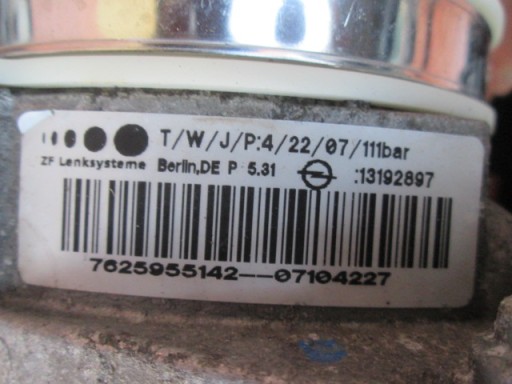 T/W/J/P:4/22/07/111bar
ZF Lenksysteme Berlin,DE P 5.31 :13192897
7625955142--07104227